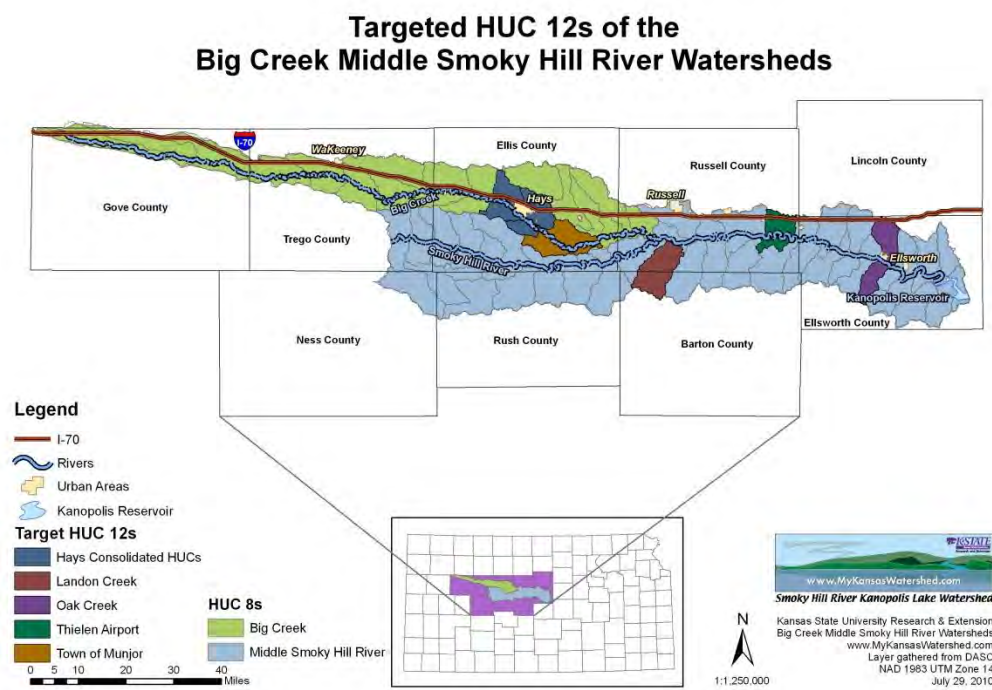 Targeted HUC 12s of the
Big Creek Middle Smoky Hill River Watersheds
I-70
WaKeeney
Ellis County
Russell County
Lincoln County
Gove County
Trego County
Big Creek
Hays
Russell
Smoky Hill River
Ellsworth
Kanopolis Reservoir
Ellsworth County
Ness County
Rush County
Barton County
Legend
I-70
Rivers
Urban Areas
Kanopolis Reservoir
Target HUC 12s
Hays Consolidated HUCs
Landon Creek
Oak Creek
Thielen Airport
Town of Munjor
HUC 8s
Big Creek
Middle Smoky Hill River
0 5 10 20 30 40
Miles
N
1:1,250,000
K-STATE
www.MyKansasWatershed.com
Smoky Hill River Kanopolis Lake Watershed
Kansas State University Research & Extension
Big Creek Middle Smoky Hill River Watersheds
www.MyKansasWatershed.com
Layer gathered from DASC
NAD 1983 UTM Zone 14
July 29, 2010